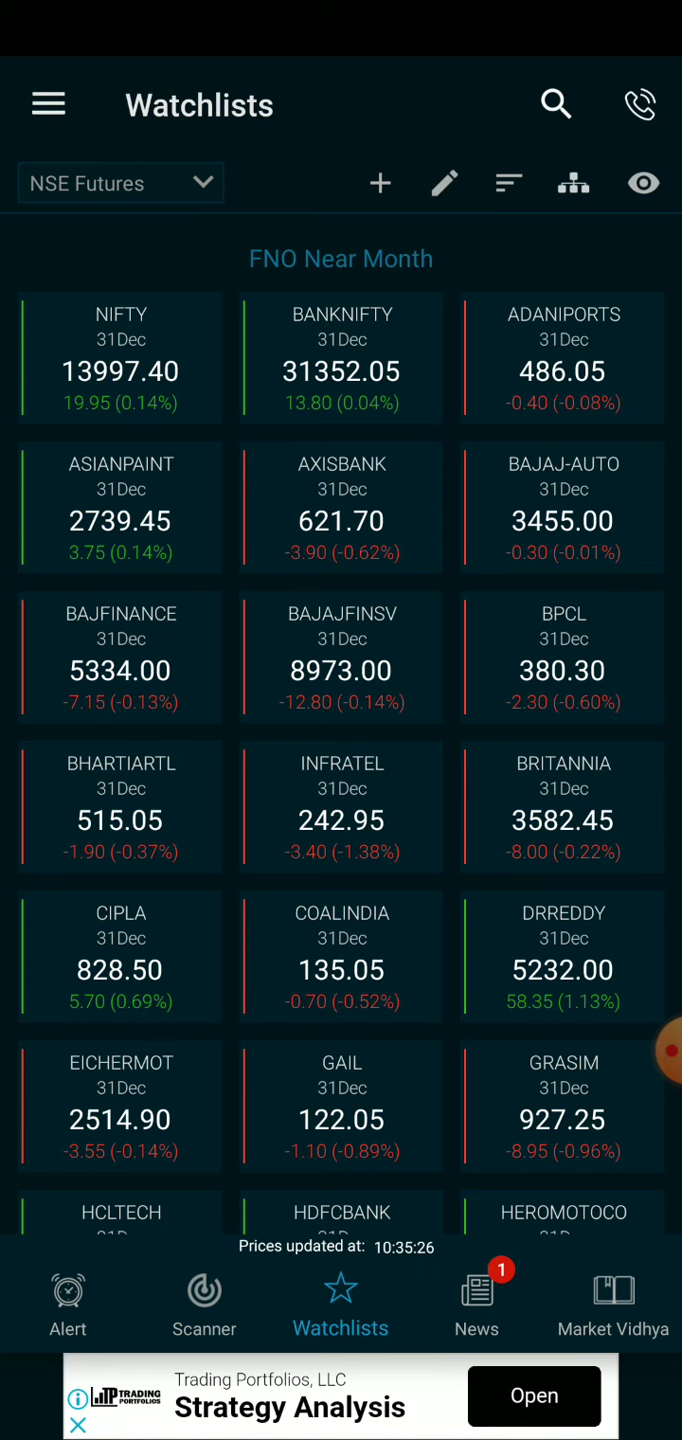 Watchlists
NSE Futures
FNO Near Month
NIFTY
31Dec
13997.40
19.95 (0.14%)
BANKNIFTY
31Dec
31352.05
13.80 (0.04%)
ADANIPORTS
31Dec
486.05
-0.40 (-0.08%)
ASIANPAINT
31Dec
2739.45
3.75 (0.14%)
AXISBANK
31Dec
621.70
-3.90 (-0.62%)
BAJAJ-AUTO
31Dec
3455.00
-0.30 (-0.01%)
BAJFINANCE
31Dec
5334.00
-7.15 (-0.13%)
BAJAJFINSV
31Dec
8973.00
-12.80 (-0.14%)
BPCL
31Dec
380.30
-2.30 (-0.60%)
BHARTIARTL
31Dec
515.05
-1.90 (-0.37%)
INFRATEL
31Dec
242.95
-3.40 (-1.38%)
BRITANNIA
31Dec
3582.45
-8.00 (-0.22%)
CIPLA
31Dec
828.50
5.70 (0.69%)
COALINDIA
31Dec
135.05
-0.70 (-0.52%)
DRREDDY
31Dec
5232.00
58.35 (1.13%)
EICHERMOT
31Dec
2514.90
-3.55 (-0.14%)
GAIL
31Dec
122.05
-1.10 (-0.89%)
GRASIM
31Dec
927.25
-8.95 (-0.96%)
HCLTECH
HDFCBANK
HEROMOTOCO
Prices updated at: 10:35:26
1
Alert
Scanner
Watchlists
News
Market Vidhya
TRADING
PORTFOLIOS
Trading Portfolios, LLC
Strategy Analysis
Open